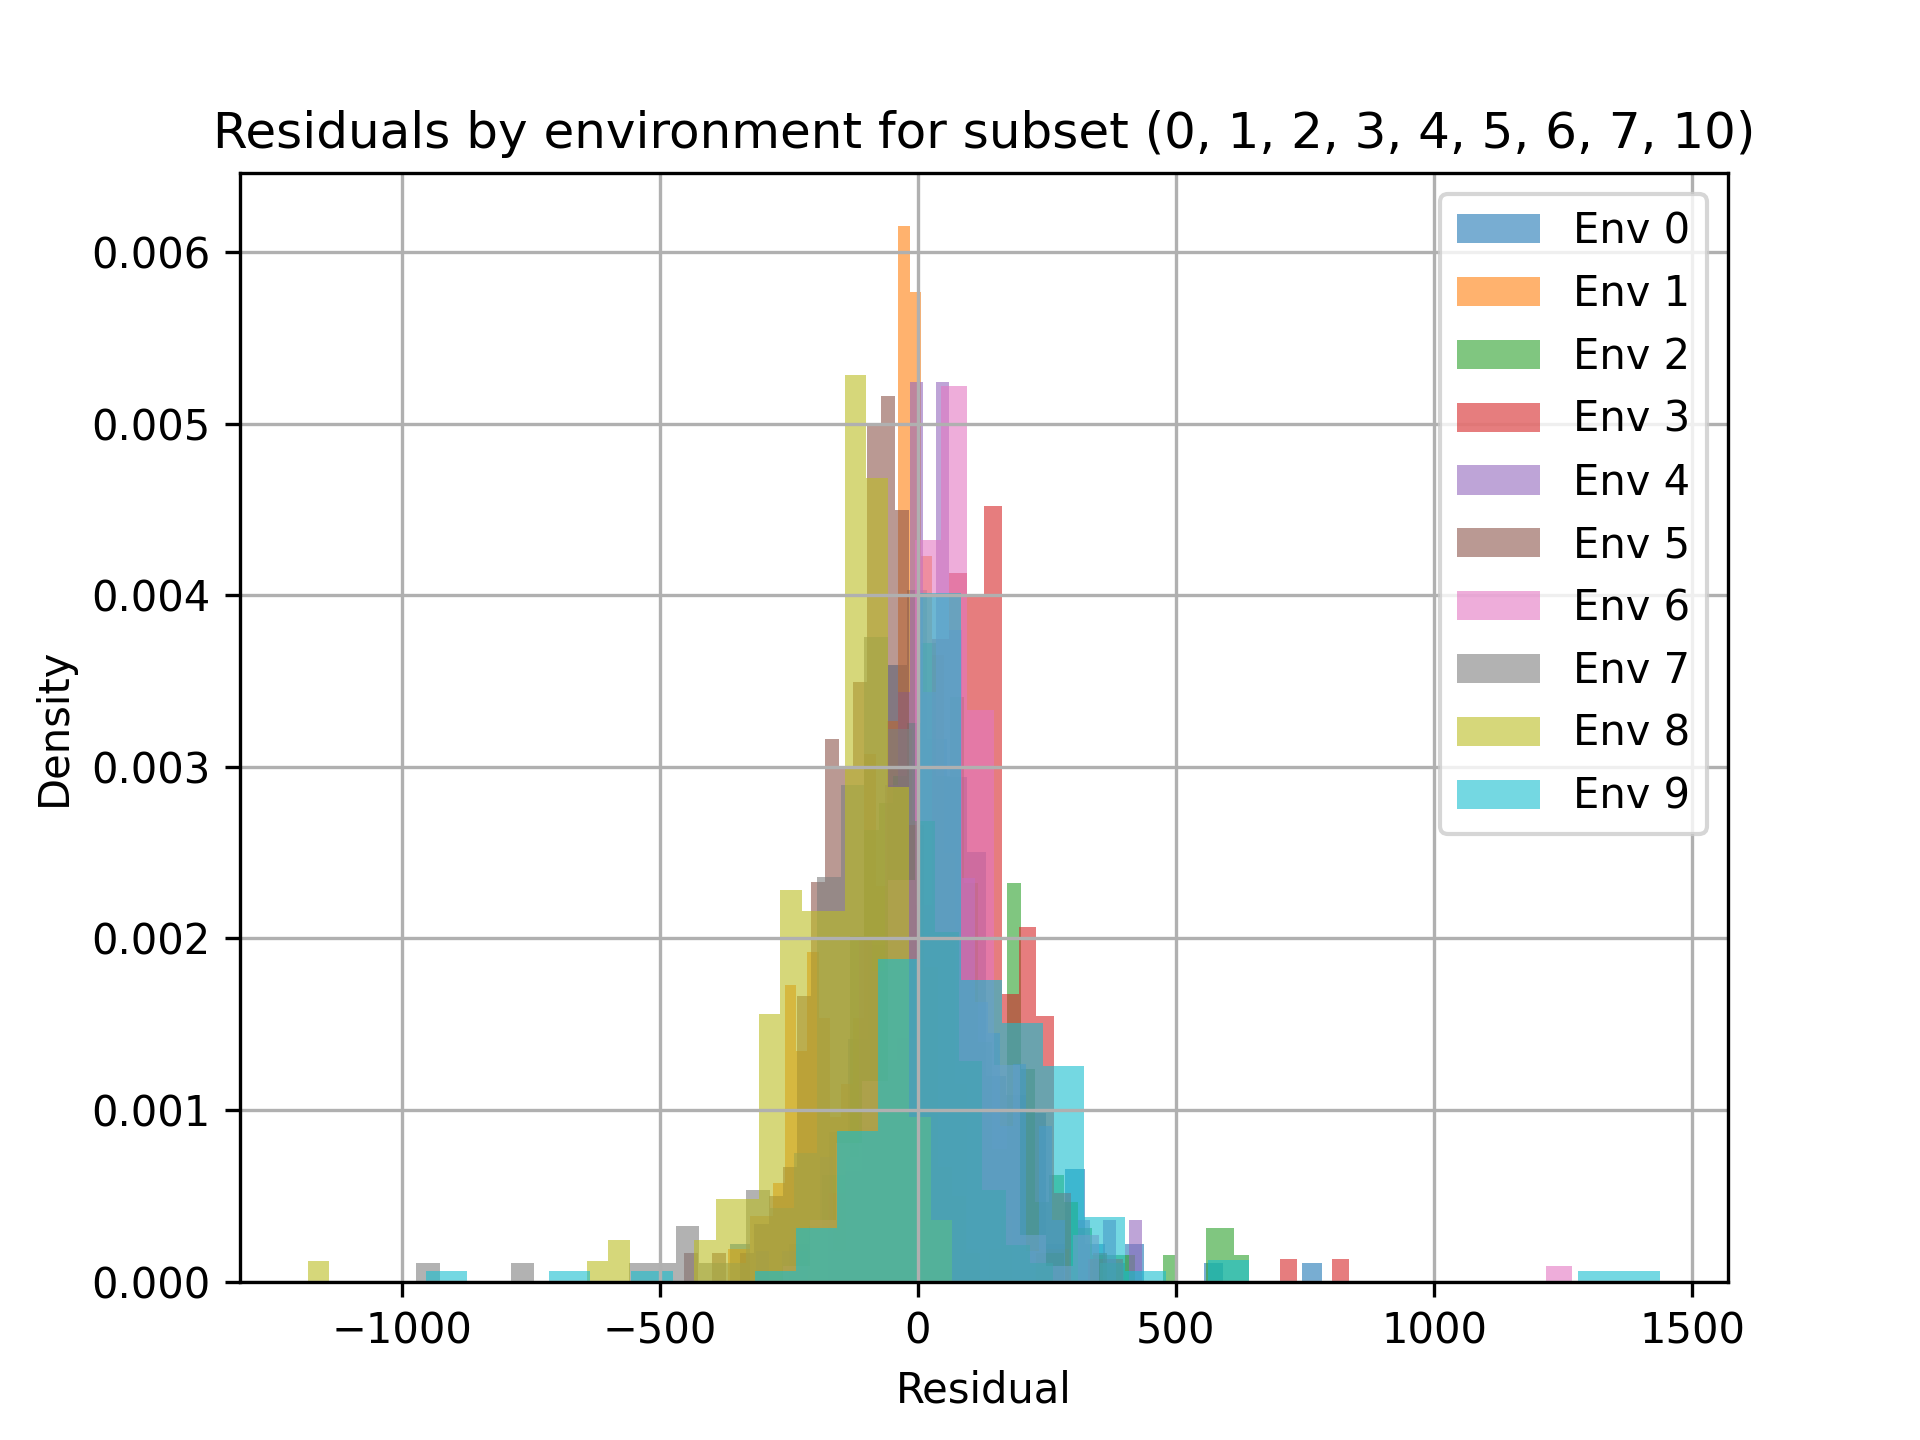 Residuals by environment for subset (0, 1, 2, 3, 4, 5, 6, 7, 10)
Env 0
Env 1
Env 2
Env 3
Env 4
Env 5
Env 6
Env 7
Env 8
Env 9
Density
0.006
0.005
0.004
0.003
0.002
0.001
0.000
−1000 −500 0 500 1000 1500
Residual